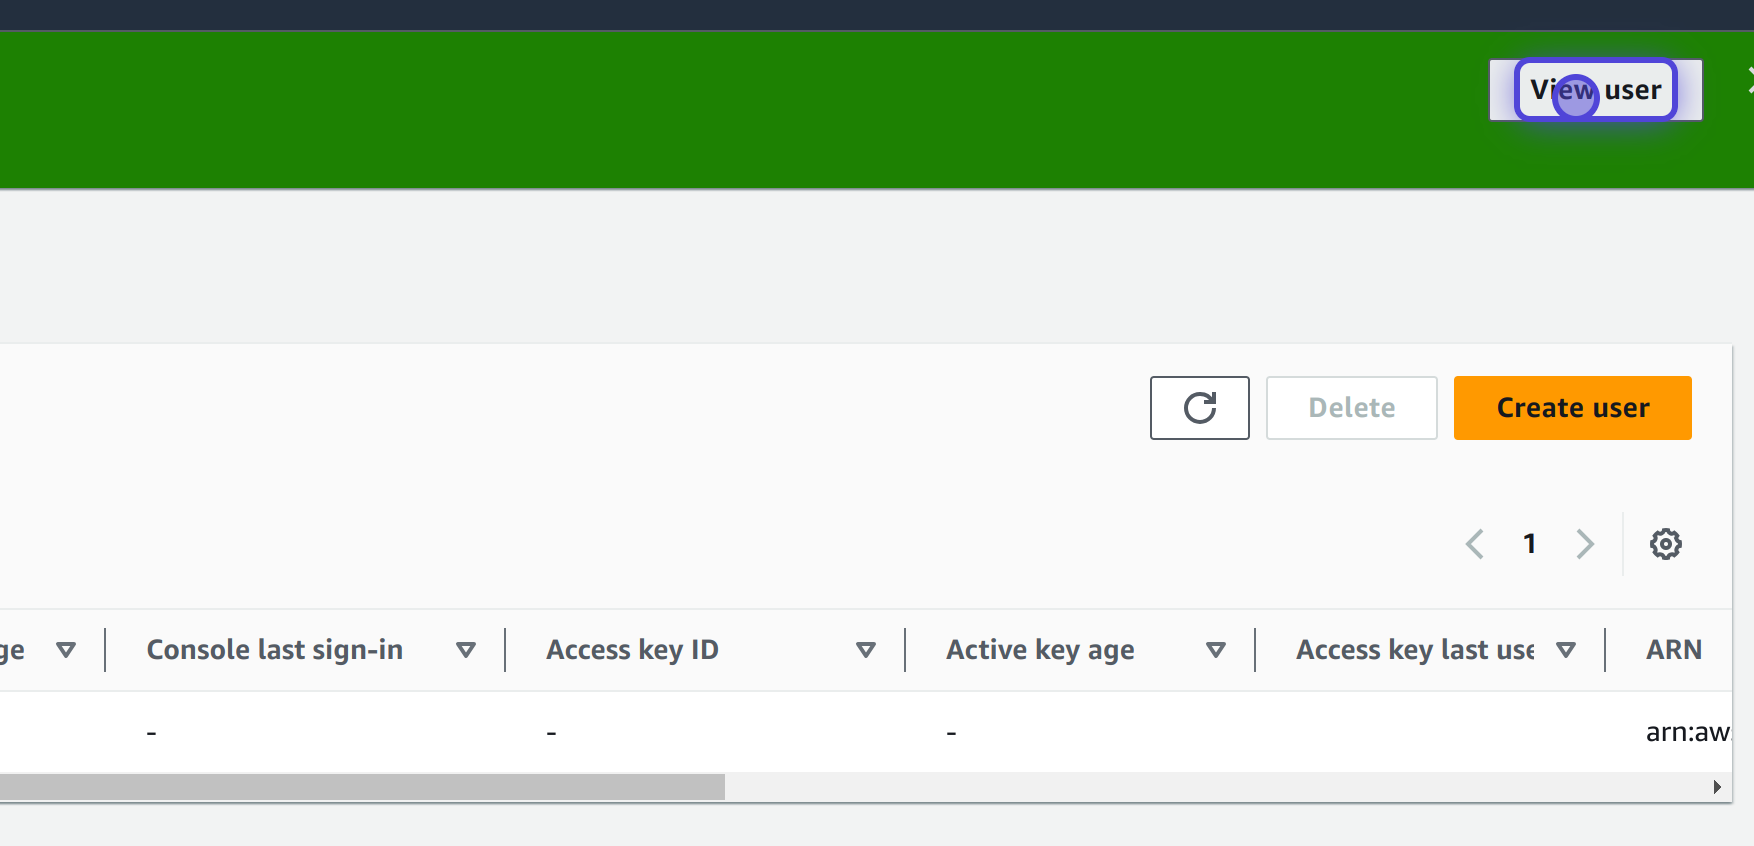 View user
Delete
Create user
1
ge
Console last sign-in
Access key ID
Active key age
Access key last use
ARN
-
-
-
arn:aws